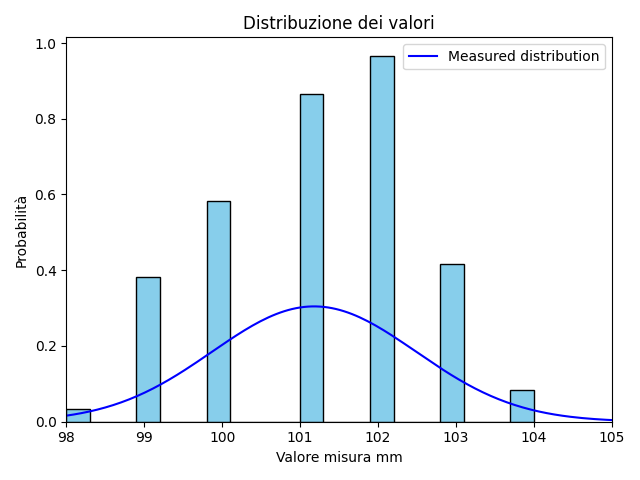 Distribuzione dei valori
Measured distribution
1.0
0.8
0.6
0.4
0.2
0.0
Probabilità
98 99 100 101 102 103 104 105
Valore misura mm